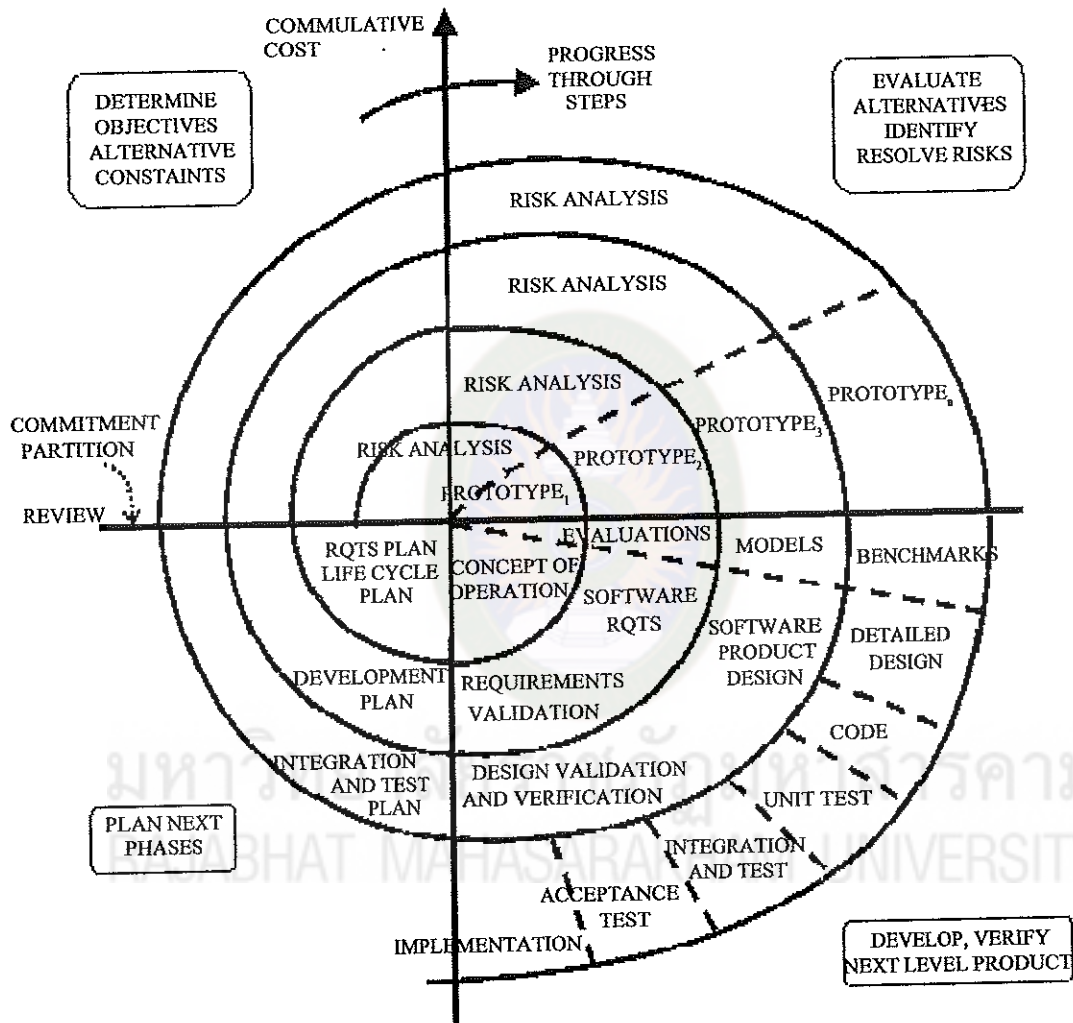 COMMULATIVE
COST
PROGRESS
THROUGH
STEPS
DETERMINE
OBJECTIVES
ALTERNATIVE
CONSTAINTS
EVALUATE
ALTERNATIVES
IDENTIFY
RESOLVE RISKS
RISK ANALYSIS
RISK ANALYSIS
RISK ANALYSIS
RISK ANALYSIS
PROTOTYPE1
PROTOTYPE2
PROTOTYPE3
PROTOTYPEn
COMMITMENT
PARTITION
REVIEW
EVALUATIONS
MODELS
BENCHMARKS
RQTS PLAN
LIFE CYCLE
PLAN
CONCEPT OF
OPERATION
SOFTWARE
RQTS
SOFTWARE
PRODUCT
DESIGN
DETAILED
DESIGN
DEVELOPMENT
PLAN
REQUIREMENTS
VALIDATION
CODE
INTEGRATION
AND TEST
PLAN
DESIGN VALIDATION
AND VERIFICATION
UNIT TEST
มหาวิทยาลัยราชภัฏมหาสารคาม
RAJABHAT MAHASARAKHAM UNIVERSITY
PLAN NEXT
PHASES
INTEGRATION
AND TEST
ACCEPTANCE
TEST
IMPLEMENTATION
DEVELOP, VERIFY
NEXT LEVEL PRODUCT